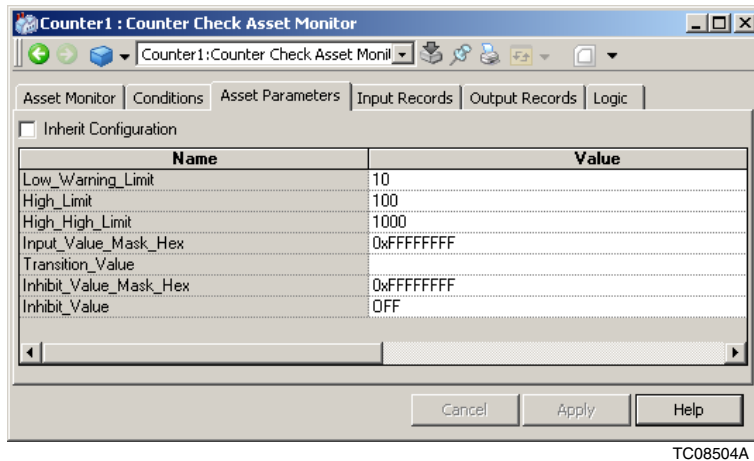 Counter1 : Counter Check Asset Monitor
Counter1:Counter Check Asset Monit
Asset Monitor Conditions Asset Parameters Input Records Output Records Logic
Inherit Configuration
Name Value
Low_Warning_Limit 10
High_Limit 100
High_High_Limit 1000
Input_Value_Mask_Hex 0xFFFFFFFF
Transition_Value
Inhibit_Value_Mask_Hex 0xFFFFFFFF
Inhibit_Value OFF
Cancel Apply Help
TC08504A